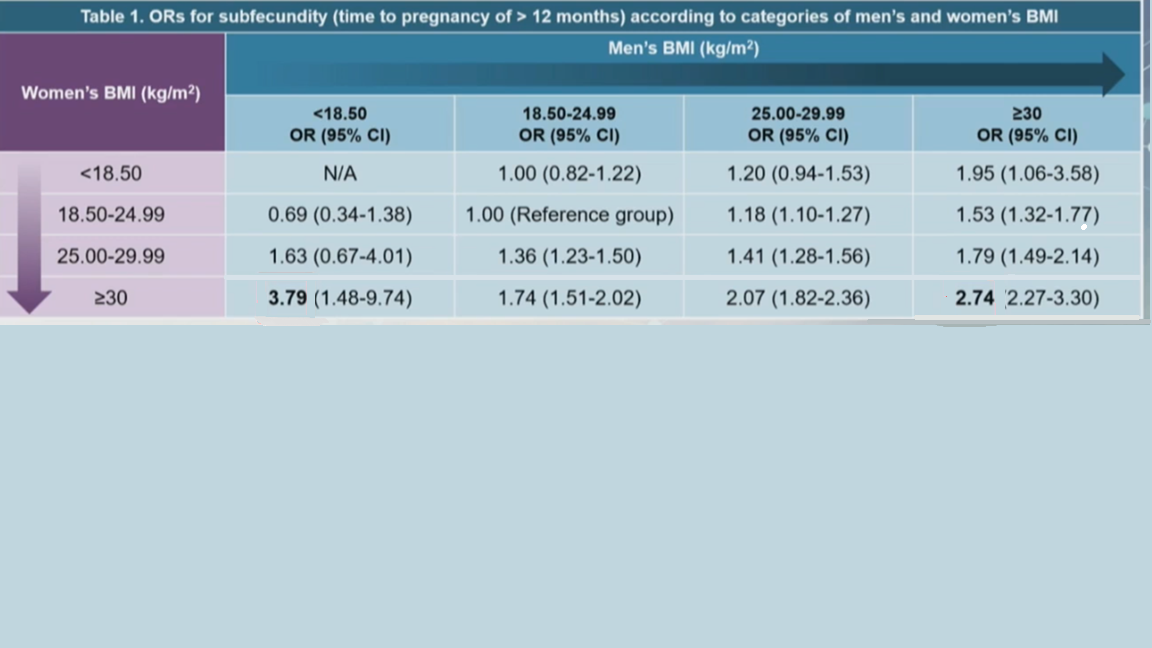 Table 1. ORs for subfecundity (time to pregnancy of > 12 months) according to categories of men's and women's BMI
Women's BMI (kg/m²)
Men's BMI (kg/m²)
<18.50 OR (95% CI)
18.50-24.99 OR (95% CI)
25.00-29.99 OR (95% CI)
≥30 OR (95% CI)
<18.50 N/A 1.00 (0.82-1.22) 1.20 (0.94-1.53) 1.95 (1.06-3.58)
18.50-24.99 0.69 (0.34-1.38) 1.00 (Reference group) 1.18 (1.10-1.27) 1.53 (1.32-1.77)
25.00-29.99 1.63 (0.67-4.01) 1.36 (1.23-1.50) 1.41 (1.28-1.56) 1.79 (1.49-2.14)
≥30 3.79 (1.48-9.74) 1.74 (1.51-2.02) 2.07 (1.82-2.36) 2.74 2.27-3.30)